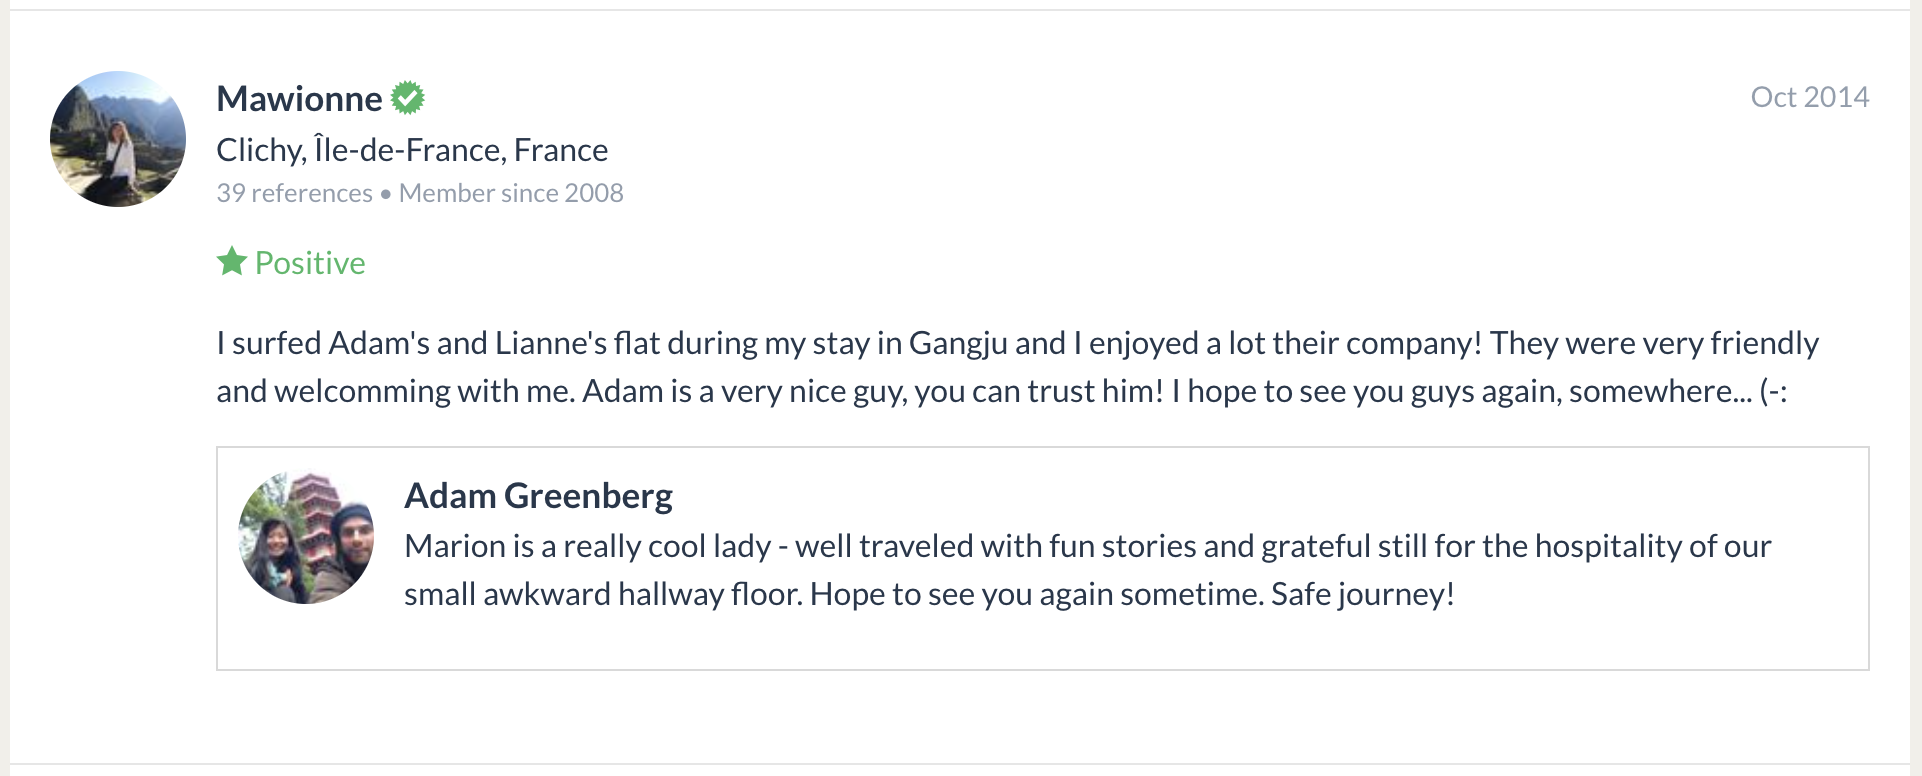 Mawionne
Oct 2014
Clichy, Île-de-France, France
39 references • Member since 2008
Positive
I surfed Adam's and Lianne's flat during my stay in Gangju and I enjoyed a lot their company! They were very friendly
and welcomming with me. Adam is a very nice guy, you can trust him! I hope to see you guys again, somewhere... (-:
Adam Greenberg
Marion is a really cool lady - well traveled with fun stories and grateful still for the hospitality of our
small awkward hallway floor. Hope to see you again sometime. Safe journey!